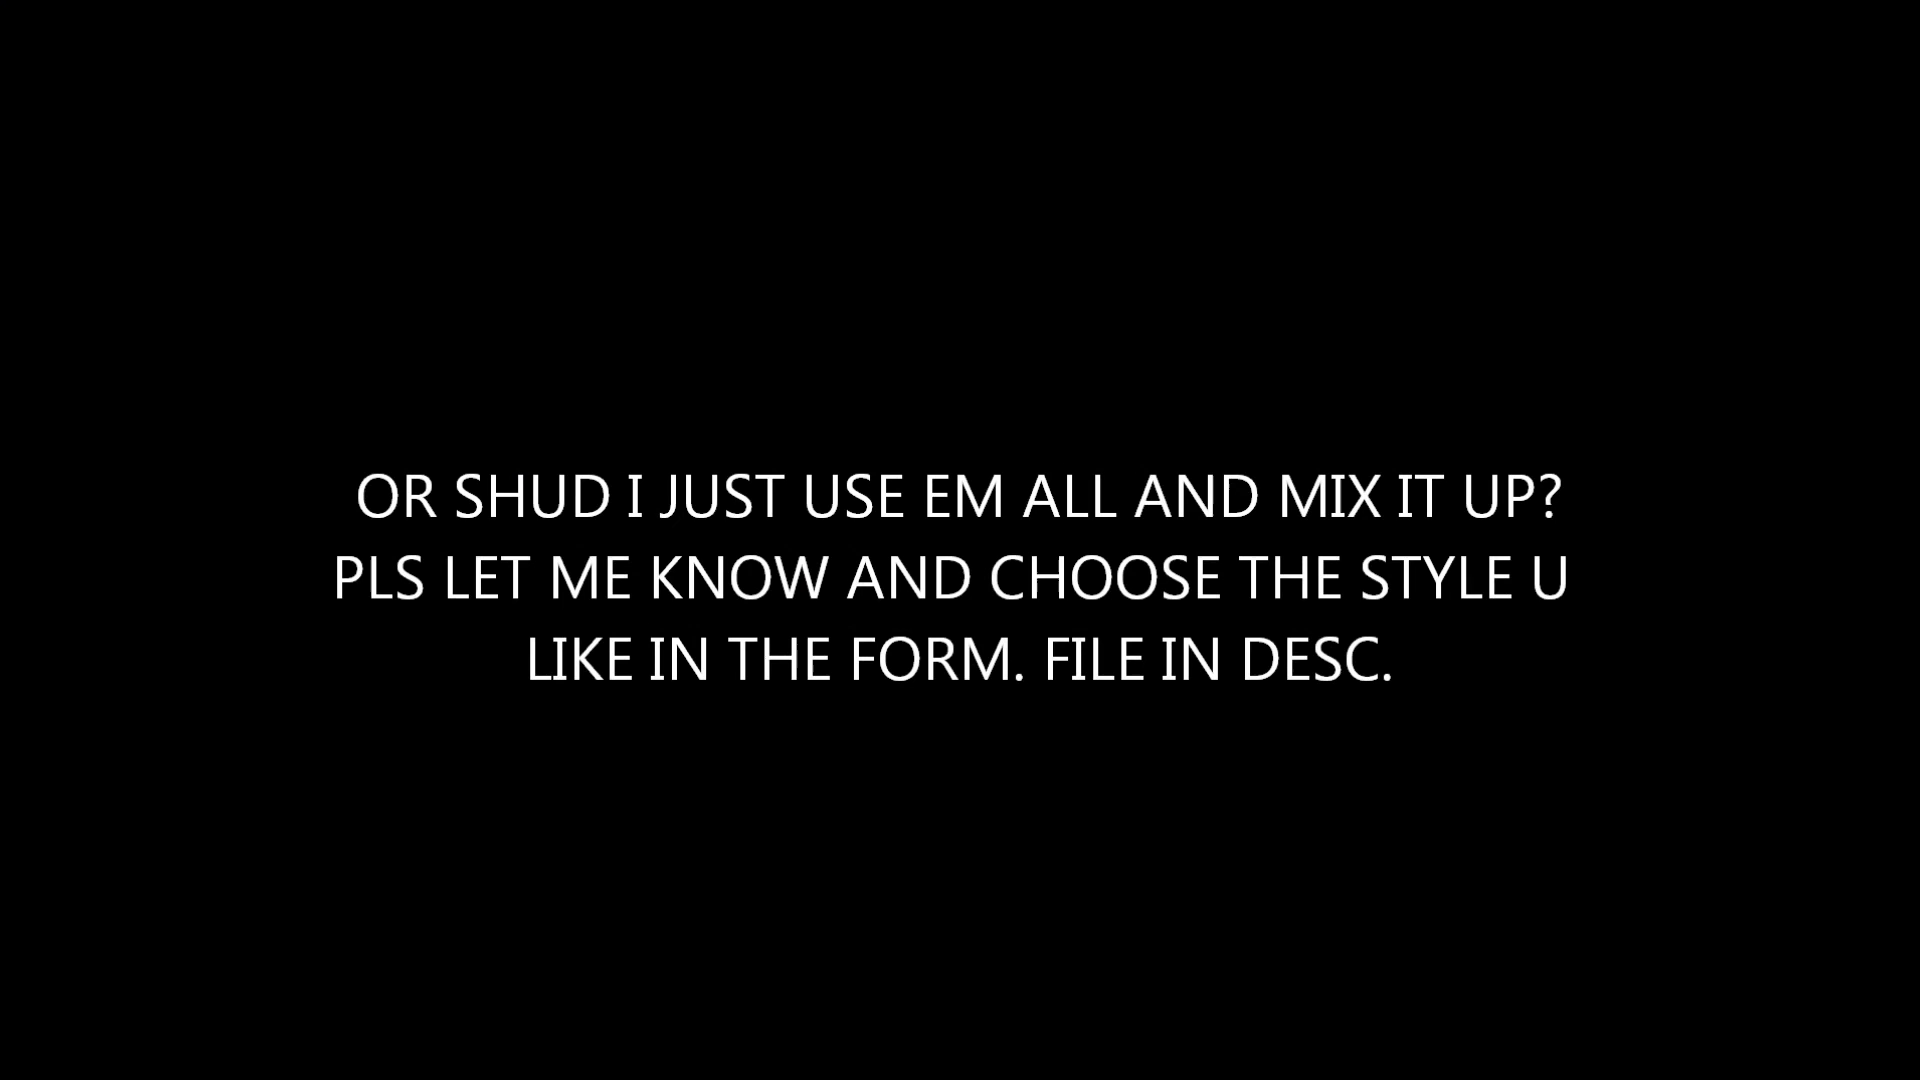 OR SHUD I JUST USE EM ALL AND MIX IT UP?
PLS LET ME KNOW AND CHOOSE THE STYLE U
LIKE IN THE FORM. FILE IN DESC.